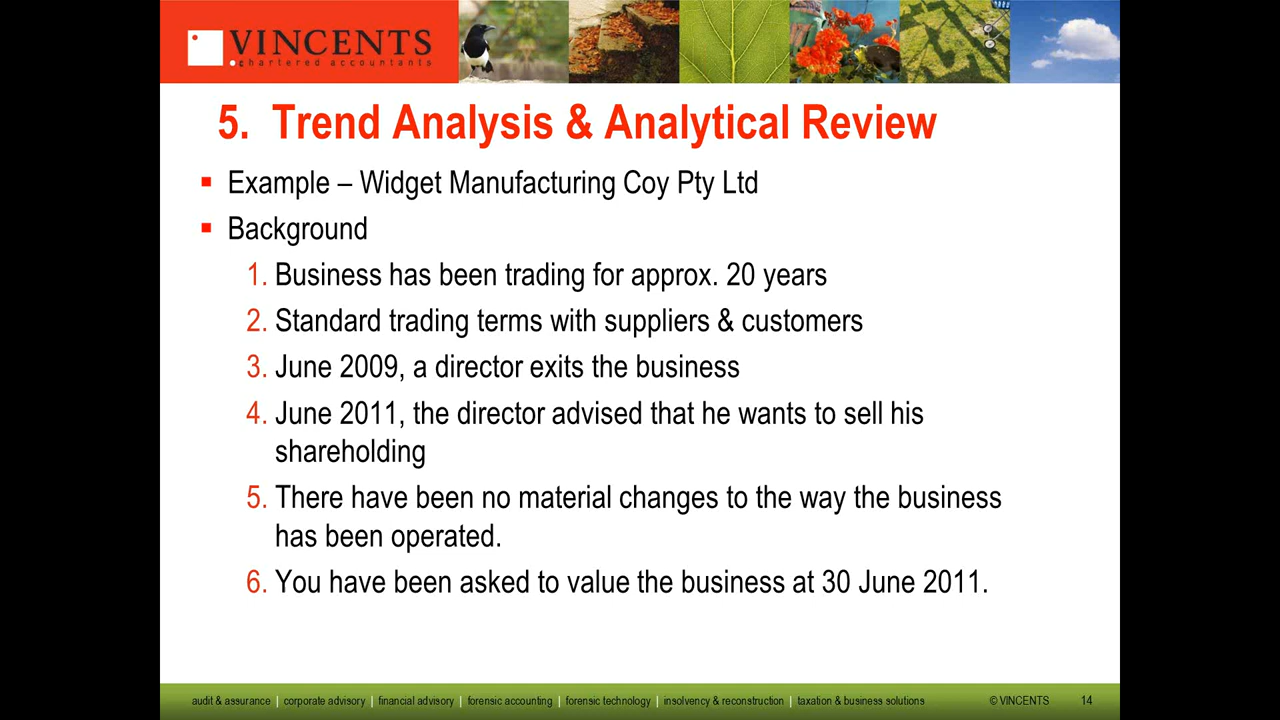 VINCENTS
chartered accountants
5. Trend Analysis & Analytical Review
Example – Widget Manufacturing Coy Pty Ltd
Background
1. Business has been trading for approx. 20 years
2. Standard trading terms with suppliers & customers
3. June 2009, a director exits the business
4. June 2011, the director advised that he wants to sell his
shareholding
5. There have been no material changes to the way the business
has been operated.
6. You have been asked to value the business at 30 June 2011.
audit & assurance | corporate advisory | financial advisory | forensic accounting | forensic technology | insolvency & reconstruction | taxation & business solutions © VINCENTS 14